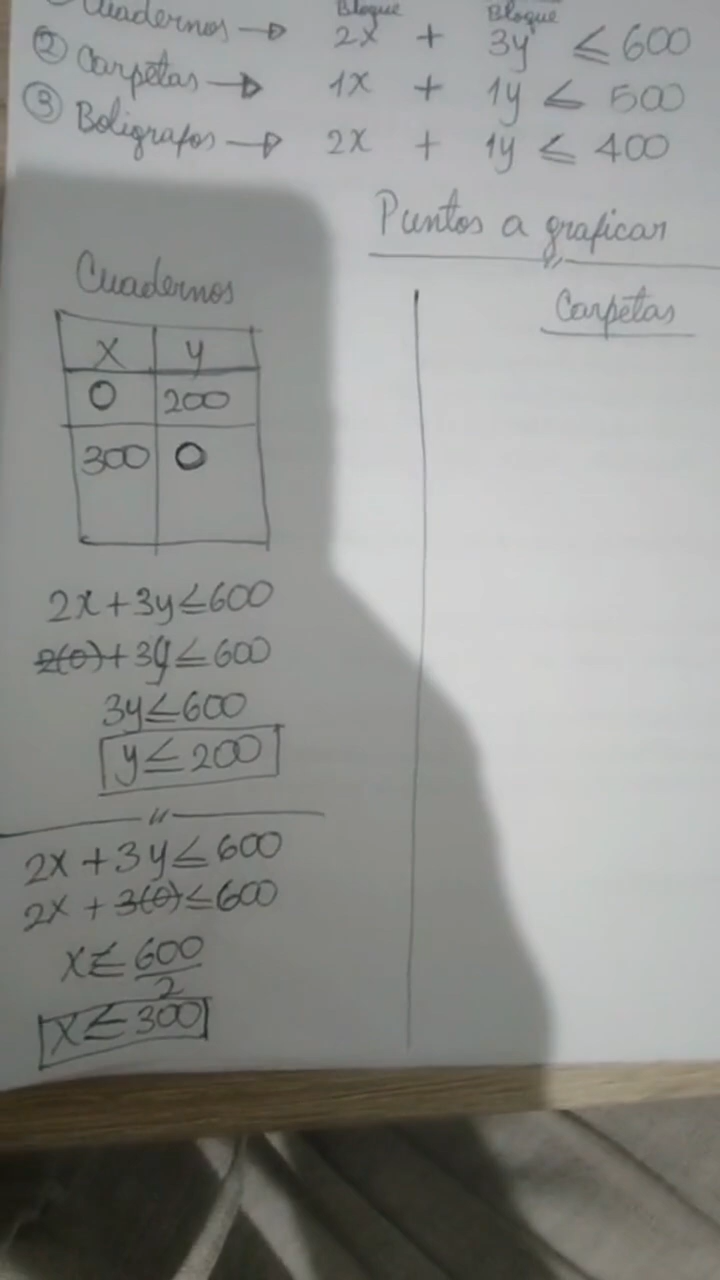 Bloque Bloque
Cuadernos → 2x + 3y ≤ 600
② Carpetas → 1x + 1y ≤ 500
③ Boligrafos → 2x + 1y ≤ 400
Puntos a graficar
Cuadernos
x y
0 200
300 0
2x+3y≤600
2(0)+3y≤600
3y≤600
y≤200
2x+3y≤600
2x+3(0)≤600
x≤600/2
x≤300
Carpetas